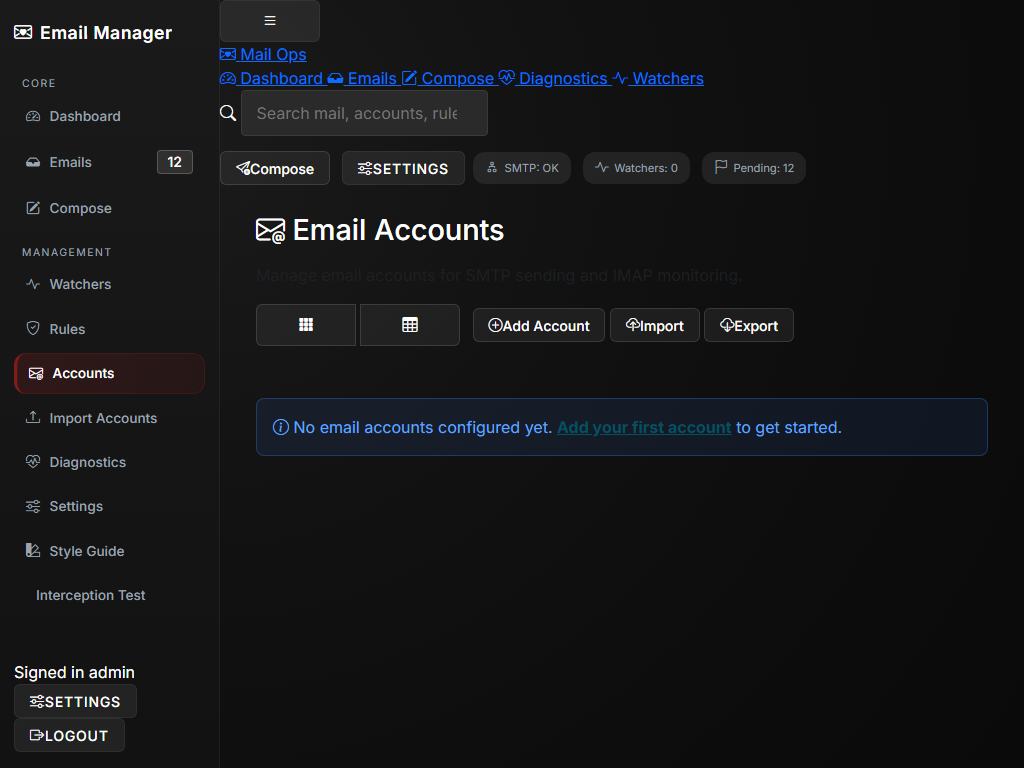 Email Manager
CORE
Dashboard
Emails 12
Compose
MANAGEMENT
Watchers
Rules
Accounts
Import Accounts
Diagnostics
Settings
Style Guide
Interception Test
Signed in admin
SETTINGS
LOGOUT
Mail Ops
Dashboard Emails Compose Diagnostics Watchers
Search mail, accounts, rule
Compose SETTINGS SMTP: OK Watchers: 0 Pending: 12
Email Accounts
Manage email accounts for SMTP sending and IMAP monitoring.
Add Account Import Export
No email accounts configured yet. Add your first account to get started.